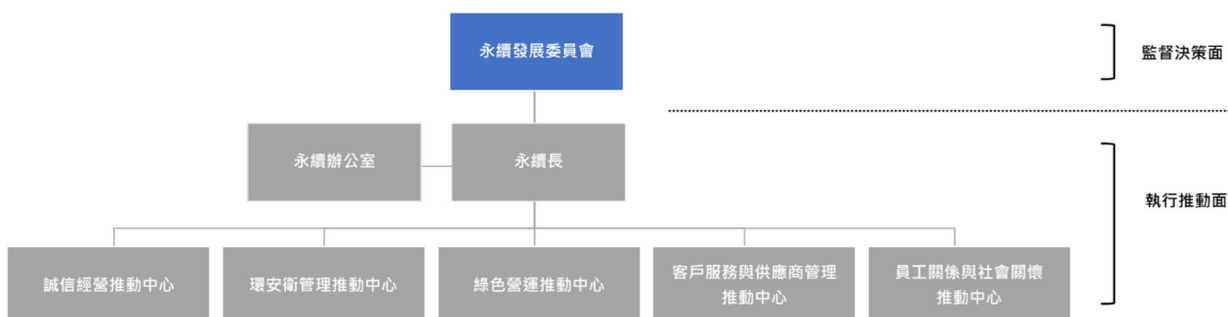 永續發展委員會
監督決策面
永續辦公室
永續長
執行推動面
誠信經營推動中心
環安衛管理推動中心
綠色營運推動中心
客戶服務與供應商管理
推動中心
員工關係與社會關懷
推動中心